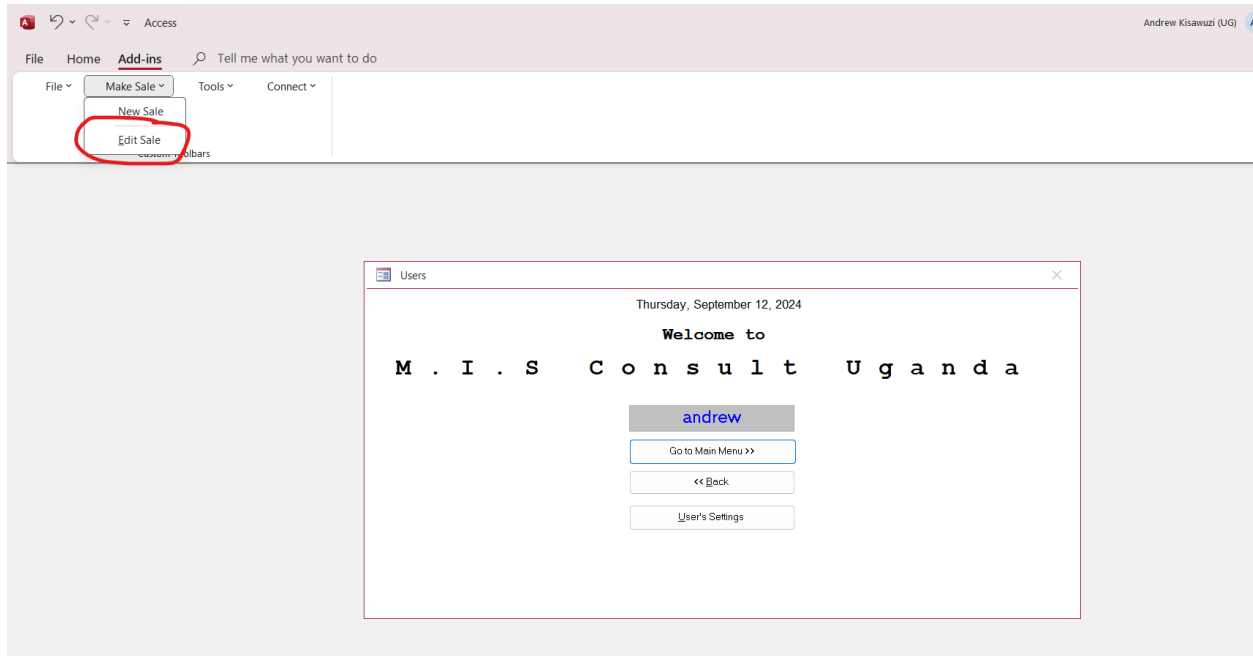 Access
Andrew Kisawuzi (UG)
File Home Add-ins Tell me what you want to do
File Make Sale Tools Connect
New Sale
Edit Sale
Custom Toolbars
Users
Thursday, September 12, 2024
Welcome to
M.I.S Consult Uganda
andrew
Go to Main Menu >>
<< Back
User's Settings